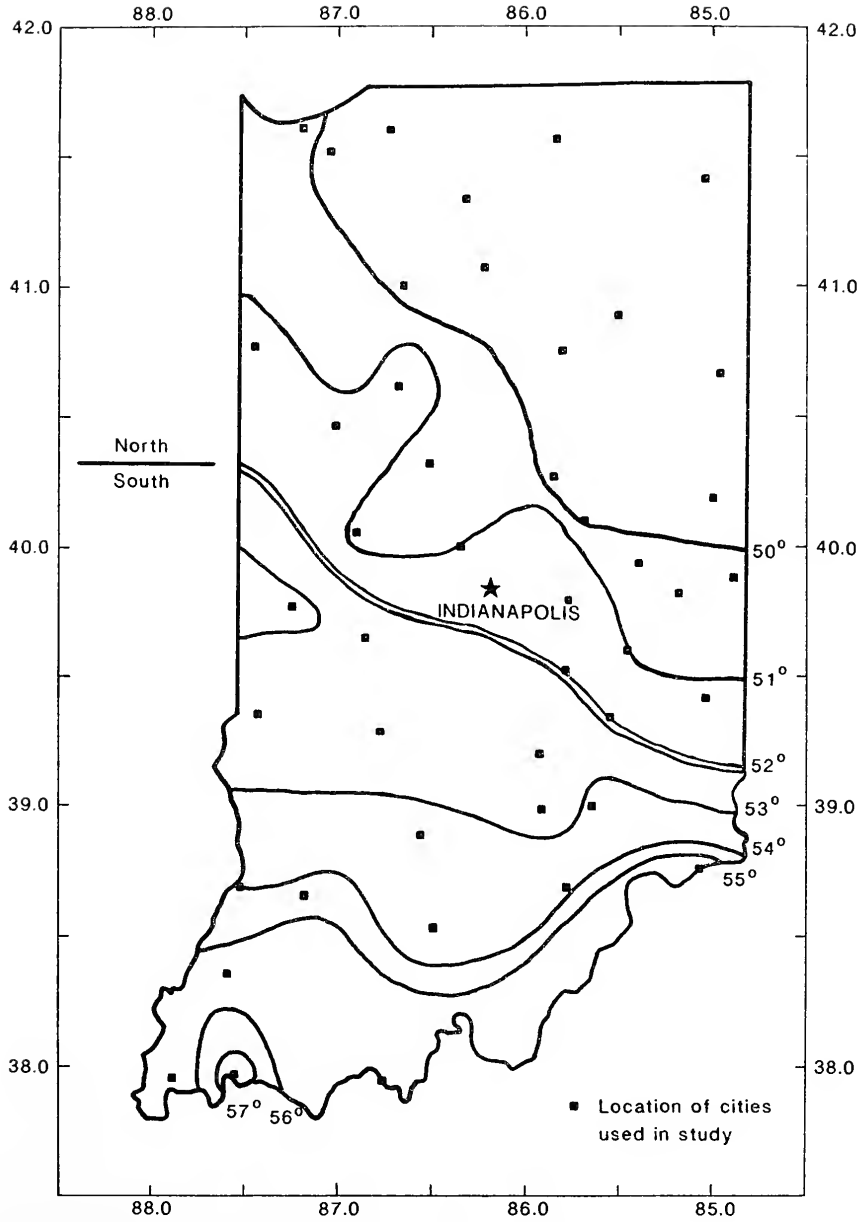 88.0 87.0 86.0 85.0
42.0 42.0
41.0 41.0
North
South
40.0 40.0
50°
INDIANAPOLIS
51°
52°
39.0 53°
39.0
54°
55°
38.0 38.0
57° 56°
Location of cities
used in study
88.0 87.0 86.0 85.0